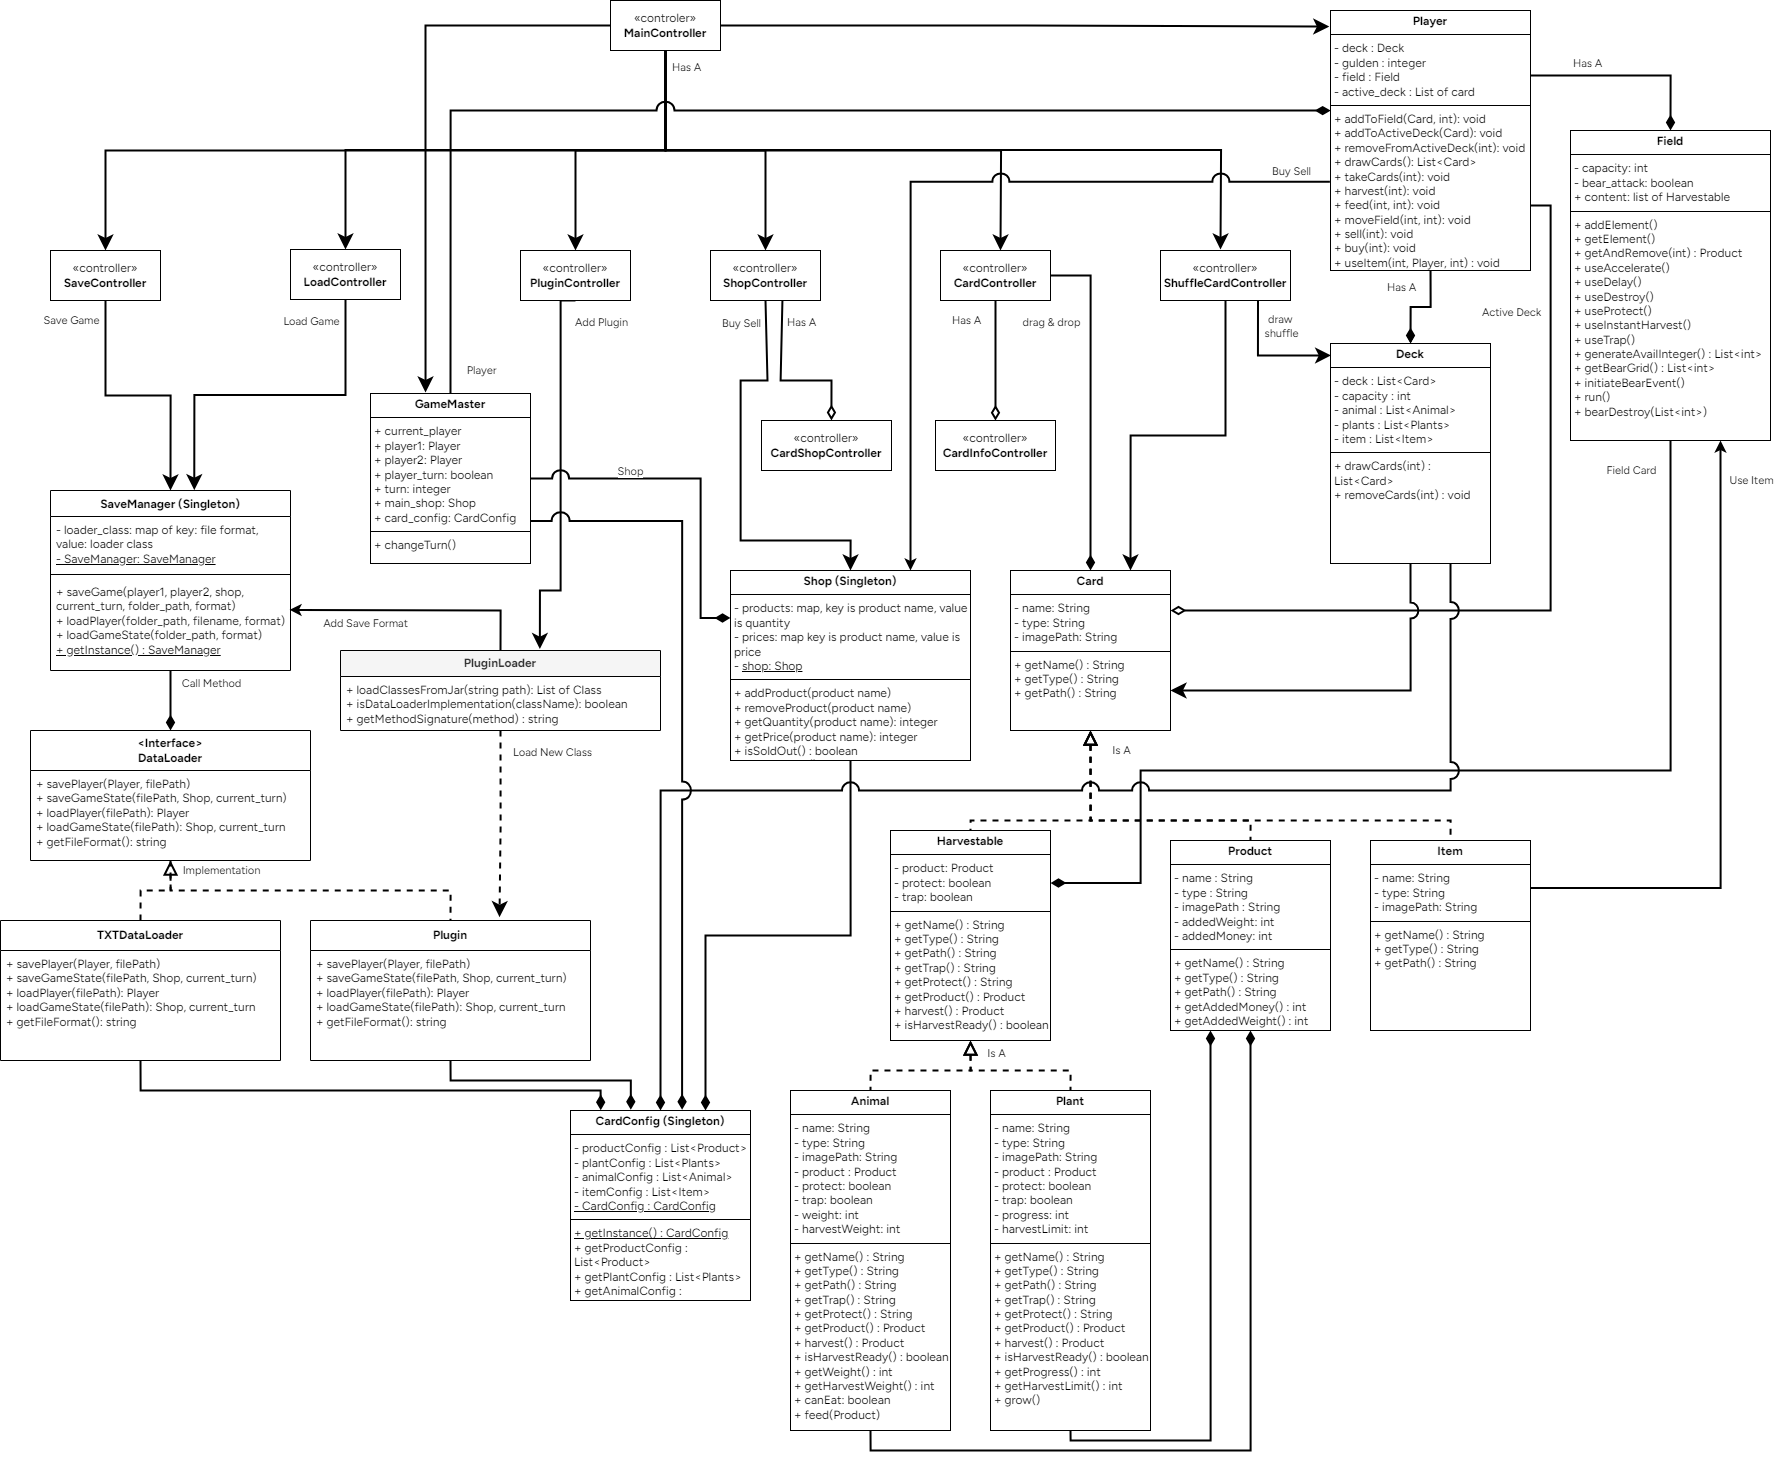 «controler»
MainController
Has A
Player
- deck : Deck
- gulden : integer
- field : Field
- active_deck : List of card
+ addToField(Card, int): void
+ addToActiveDeck(Card): void
+ removeFromActiveDeck(int): void
+ drawCards(): List<Card>
+ takeCards(int): void
+ harvest(int): void
+ feed(int, int): void
+ moveField(int, int): void
+ sell(int): void
+ buy(int): void
+ useItem(int, Player, int) : void
Has A
Field
- capacity: int
- bear_attack: boolean
+ content: list of Harvestable
+ addElement()
+ getElement()
+ getAndRemove(int) : Product
+ useAccelerate()
+ useDelay()
+ useDestroy()
+ useProtect()
+ useInstantHarvest()
+ useTrap()
+ generateAvailInteger() : List<int>
+ getBearGrid() : List<int>
+ initiateBearEvent()
+ run()
+ bearDestroy(List<int>)
Buy Sell
«controller»
SaveController
«controller»
LoadController
«controller»
PluginController
«controller»
ShopController
«controller»
CardController
«controller»
ShuffleCardController
Save Game
Load Game
Add Plugin
Buy Sell
Has A
Has A
drag & drop
draw
shuffle
Has A
Active Deck
Player
GameMaster
+ current_player
+ player1: Player
+ player2: Player
+ player_turn: boolean
+ turn: integer
+ main_shop: Shop
+ card_config: CardConfig
+ changeTurn()
Shop
«controller»
CardShopController
«controller»
CardInfoController
Deck
- deck : List<Card>
- capacity : int
- animal : List<Animal>
- plants : List<Plants>
- item : List<Item>
+ drawCards(int) :
List<Card>
+ removeCards(int) : void
Field Card
Use Item
SaveManager (Singleton)
- loader_class: map of key: file format,
value: loader class
- SaveManager: SaveManager
+ saveGame(player1, player2, shop,
current_turn, folder_path, format)
+ loadPlayer(folder_path, filename, format)
+ loadGameState(folder_path, format)
+ getInstance() : SaveManager
Add Save Format
Call Method
PluginLoader
+ loadClassesFromJar(string path): List of Class
+ isDataLoaderImplementation(className): boolean
+ getMethodSignature(method) : string
Load New Class
Shop (Singleton)
- products: map, key is product name, value
is quantity
- prices: map key is product name, value is
price
- shop: Shop
+ addProduct(product name)
+ removeProduct(product name)
+ getQuantity(product name): integer
+ getPrice(product name): integer
+ isSoldOut() : boolean
Card
- name: String
- type: String
- imagePath: String
+ getName() : String
+ getType() : String
+ getPath() : String
Is A
<Interface>
DataLoader
+ savePlayer(Player, filePath)
+ saveGameState(filePath, Shop, current_turn)
+ loadPlayer(filePath): Player
+ loadGameState(filePath): Shop, current_turn
+ getFileFormat(): string
Implementation
TXTDataLoader
+ savePlayer(Player, filePath)
+ saveGameState(filePath, Shop, current_turn)
+ loadPlayer(filePath): Player
+ loadGameState(filePath): Shop, current_turn
+ getFileFormat(): string
Plugin
+ savePlayer(Player, filePath)
+ saveGameState(filePath, Shop, current_turn)
+ loadPlayer(filePath): Player
+ loadGameState(filePath): Shop, current_turn
+ getFileFormat(): string
Harvestable
- product: Product
- protect: boolean
- trap: boolean
+ getName() : String
+ getType() : String
+ getPath() : String
+ getTrap() : String
+ getProtect() : String
+ getProduct() : Product
+ harvest() : Product
+ isHarvestReady() : boolean
Is A
Product
- name : String
- type : String
- imagePath : String
- addedWeight: int
- addedMoney: int
+ getName() : String
+ getType() : String
+ getPath() : String
+ getAddedMoney() : int
+ getAddedWeight() : int
Item
- name: String
- type: String
- imagePath: String
+ getName() : String
+ getType() : String
+ getPath() : String
CardConfig (Singleton)
- productConfig : List<Product>
- plantConfig : List<Plants>
- animalConfig : List<Animal>
- itemConfig : List<Item>
- CardConfig : CardConfig
+ getInstance() : CardConfig
+ getProductConfig :
List<Product>
+ getPlantConfig : List<Plants>
+ getAnimalConfig :
Animal
- name: String
- type: String
- imagePath: String
- product : Product
- protect: boolean
- trap: boolean
- weight: int
- harvestWeight: int
+ getName() : String
+ getType() : String
+ getPath() : String
+ getTrap() : String
+ getProtect() : String
+ getProduct() : Product
+ harvest() : Product
+ isHarvestReady() : boolean
+ getWeight() : int
+ getHarvestWeight() : int
+ canEat: boolean
+ feed(Product)
Plant
- name: String
- type: String
- imagePath: String
- product : Product
- protect: boolean
- trap: boolean
- progress: int
- harvestLimit: int
+ getName() : String
+ getType() : String
+ getPath() : String
+ getTrap() : String
+ getProtect() : String
+ getProduct() : Product
+ harvest() : Product
+ isHarvestReady() : boolean
+ getProgress() : int
+ getHarvestLimit() : int
+ grow()